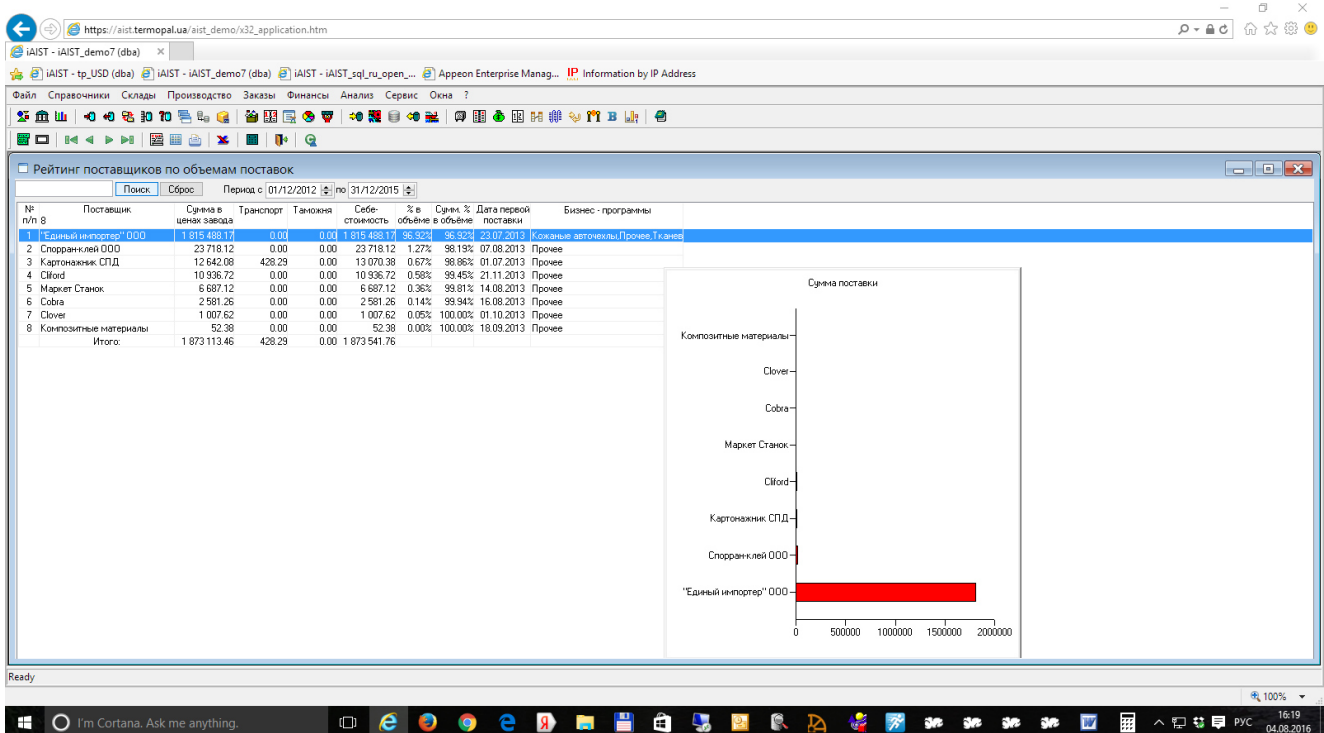 https://aist.termopal.ua/aist_demo/x32_application.htm
iAIST - iAIST_demo7 (dba)
iAIST - tp_USD (dba) iAIST - iAIST_demo7 (dba) iAIST - iAIST_sql_ru_open_... Appeon Enterprise Manag... IP Information by IP Address
Файл Справочники Склады Производство Заказы Финансы Анализ Сервис Окна ?
Рейтинг поставщиков по объемам поставок
Поиск Сброс Период с 01/12/2012 по 31/12/2015
№ Поставщик Сумма в Транспорт Таможня Себе- % в Сумм. % Дата первой Бизнес - программы
п/п 8 ценах завода стоимость объёме в объёме поставки
1 "Единый импортер" ООО 1 815 488.17 0.00 0.00 1 815 488.17 96.92% 96.92% 23.07.2013 Кожаные авточехлы,Прочее,Тканев
2 Спорран-клей ООО 23 718.12 0.00 0.00 23 718.12 1.27% 98.19% 07.08.2013 Прочее
3 Картонажник СПД 12 642.08 428.29 0.00 13 070.38 0.67% 98.86% 01.07.2013 Прочее
4 Cliford 10 936.72 0.00 0.00 10 936.72 0.58% 99.45% 21.11.2013 Прочее
5 Маркет Станок 6 687.12 0.00 0.00 6 687.12 0.36% 99.81% 14.08.2013 Прочее
6 Cobra 2 581.26 0.00 0.00 2 581.26 0.14% 99.94% 16.08.2013 Прочее
7 Clover 1 007.62 0.00 0.00 1 007.62 0.05% 100.00% 01.10.2013 Прочее
8 Композитные материалы 52.38 0.00 0.00 52.38 0.00% 100.00% 18.09.2013 Прочее
Итого: 1 873 113.46 428.29 0.00 1 873 541.76
Сумма поставки
Композитные материалы
Clover
Cobra
Маркет Станок
Cliford
Картонажник СПД
Спорран-клей ООО
"Единый импортер" ООО
0 500000 1000000 1500000 2000000
Ready
100%
I'm Cortana. Ask me anything.
РУС 16:19
04.08.2016